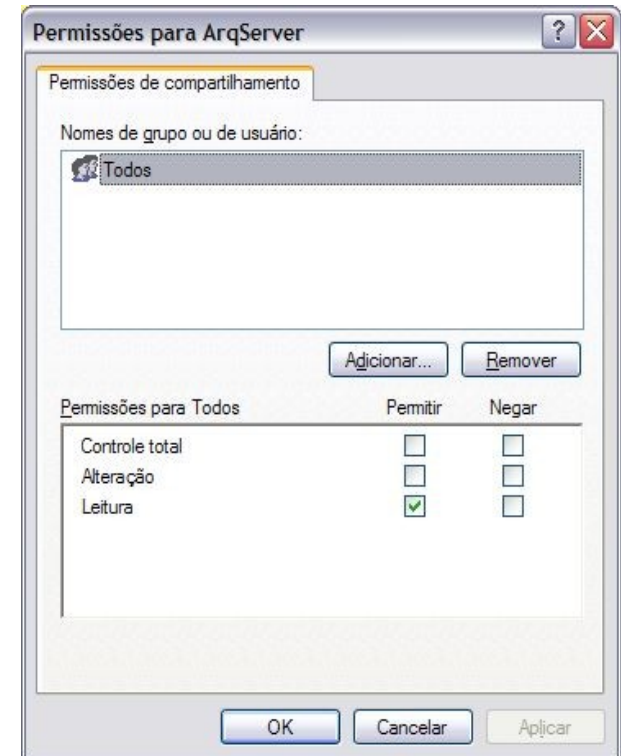 Permissões para ArqServer
Permissões de compartilhamento
Nomes de grupo ou de usuário:
Todos
Adicionar... Remover
Permissões para Todos Permitir Negar
Controle total
Alteração
Leitura
OK Cancelar Aplicar